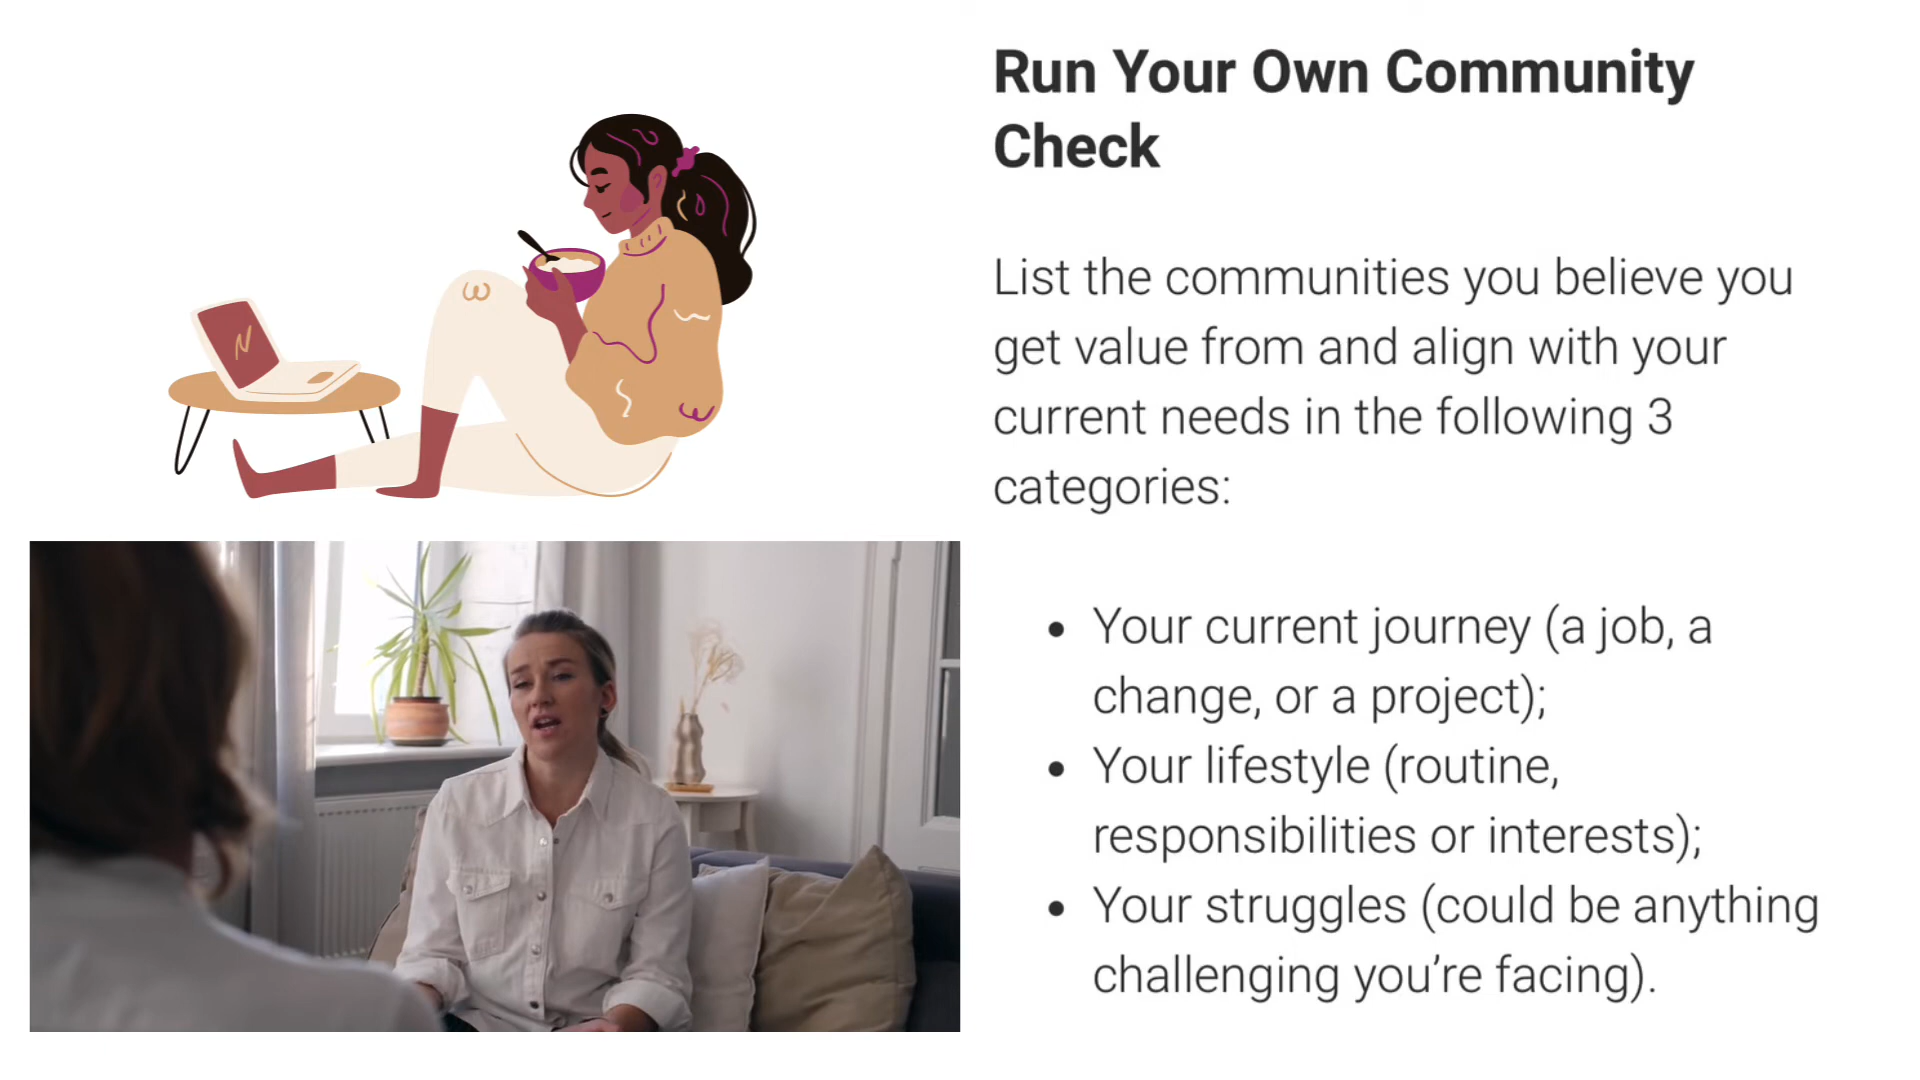 Run Your Own Community
Check
List the communities you believe you
get value from and align with your
current needs in the following 3
categories:
• Your current journey (a job, a
change, or a project);
• Your lifestyle (routine,
responsibilities or interests);
• Your struggles (could be anything
challenging you’re facing).